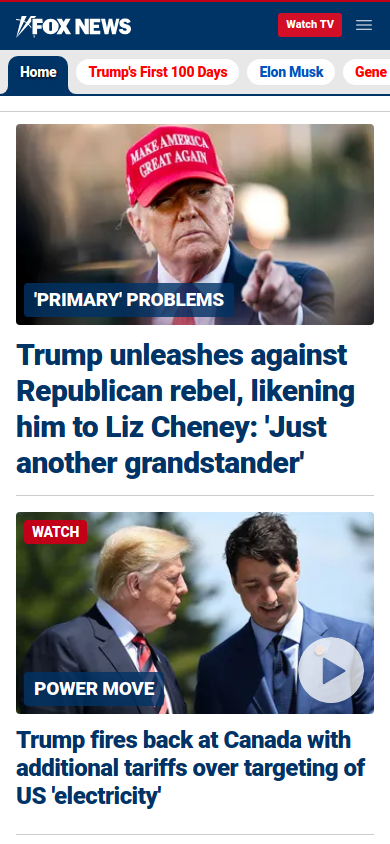 FOX NEWS
Watch TV
Home
Trump's First 100 Days
Elon Musk
Gene
MAKE AMERICA
GREAT AGAIN
'PRIMARY' PROBLEMS
Trump unleashes against
Republican rebel, likening
him to Liz Cheney: 'Just
another grandstander'
WATCH
POWER MOVE
Trump fires back at Canada with
additional tariffs over targeting of
US 'electricity'